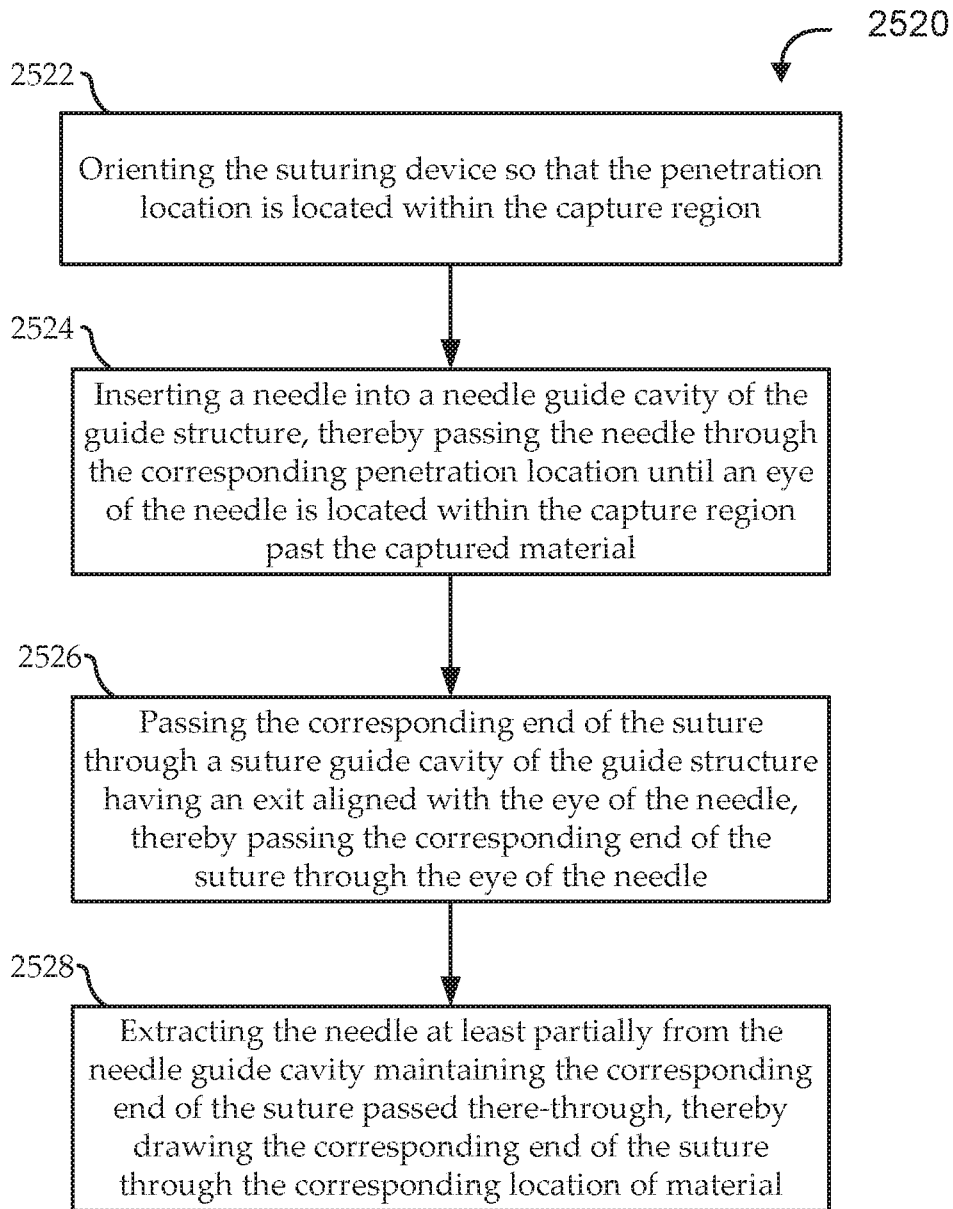 2520
2522
Orienting the suturing device so that the penetration
location is located within the capture region
2524
Inserting a needle into a needle guide cavity of the
guide structure, thereby passing the needle through
the corresponding penetration location until an eye
of the needle is located within the capture region
past the captured material
2526
Passing the corresponding end of the suture
through a suture guide cavity of the guide structure
having an exit aligned with the eye of the needle,
thereby passing the corresponding end of the
suture through the eye of the needle
2528
Extracting the needle at least partially from the
needle guide cavity maintaining the corresponding
end of the suture passed there-through, thereby
drawing the corresponding end of the suture
through the corresponding location of material